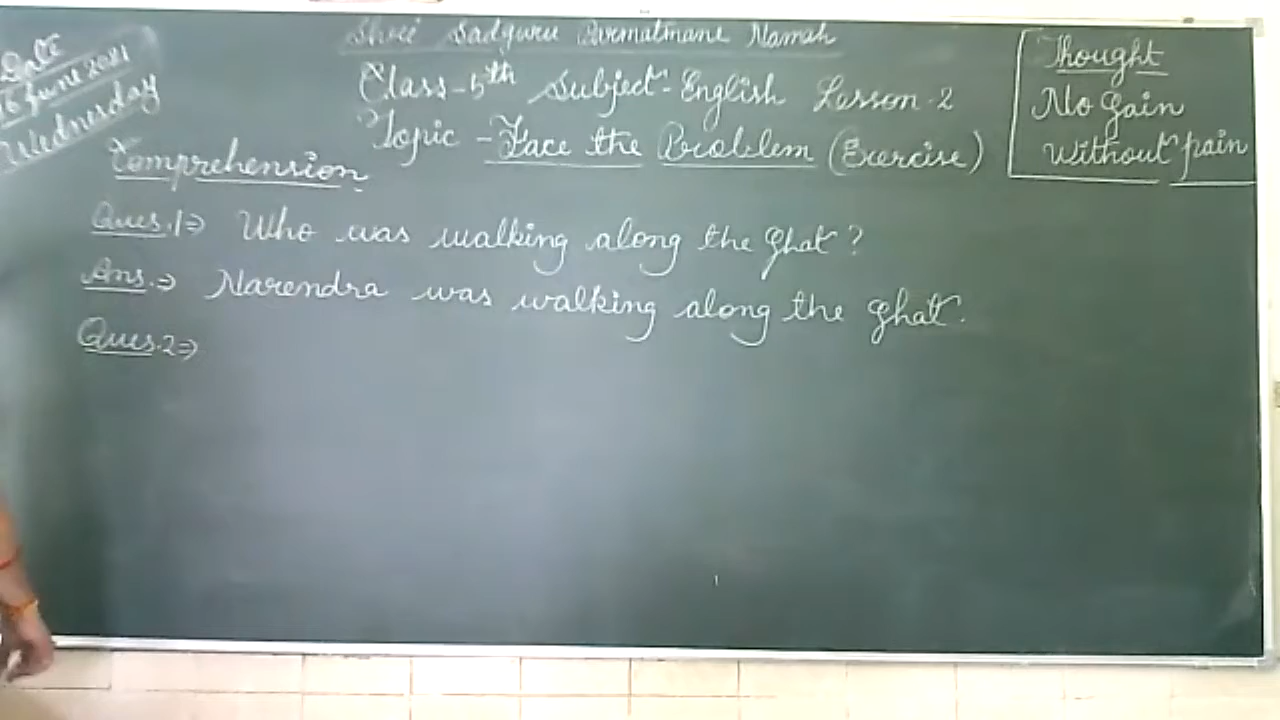 Shree Sadguru Parmatmane Namah
Date
16 June 2021
Wednesday
Class-5th Subject-English Lesson-2
Topic - Face the Problem (Exercise)
Thought
No Gain
without pain
Comprehension
Ques.1⇒ Who was walking along the ghat?
Ans.⇒ Narendra was walking along the ghat.
Ques.2⇒